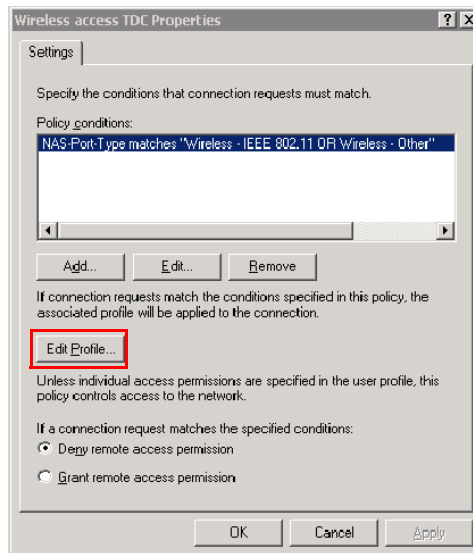 Wireless access TDC Properties
Settings
Specify the conditions that connection requests must match.
Policy conditions:
NAS-Port-Type matches "Wireless - IEEE 802.11 OR Wireless - Other"
Add... Edit... Remove
If connection requests match the conditions specified in this policy, the
associated profile will be applied to the connection.
Edit Profile...
Unless individual access permissions are specified in the user profile, this
policy controls access to the network.
If a connection request matches the specified conditions:
Deny remote access permission
Grant remote access permission
OK Cancel Apply